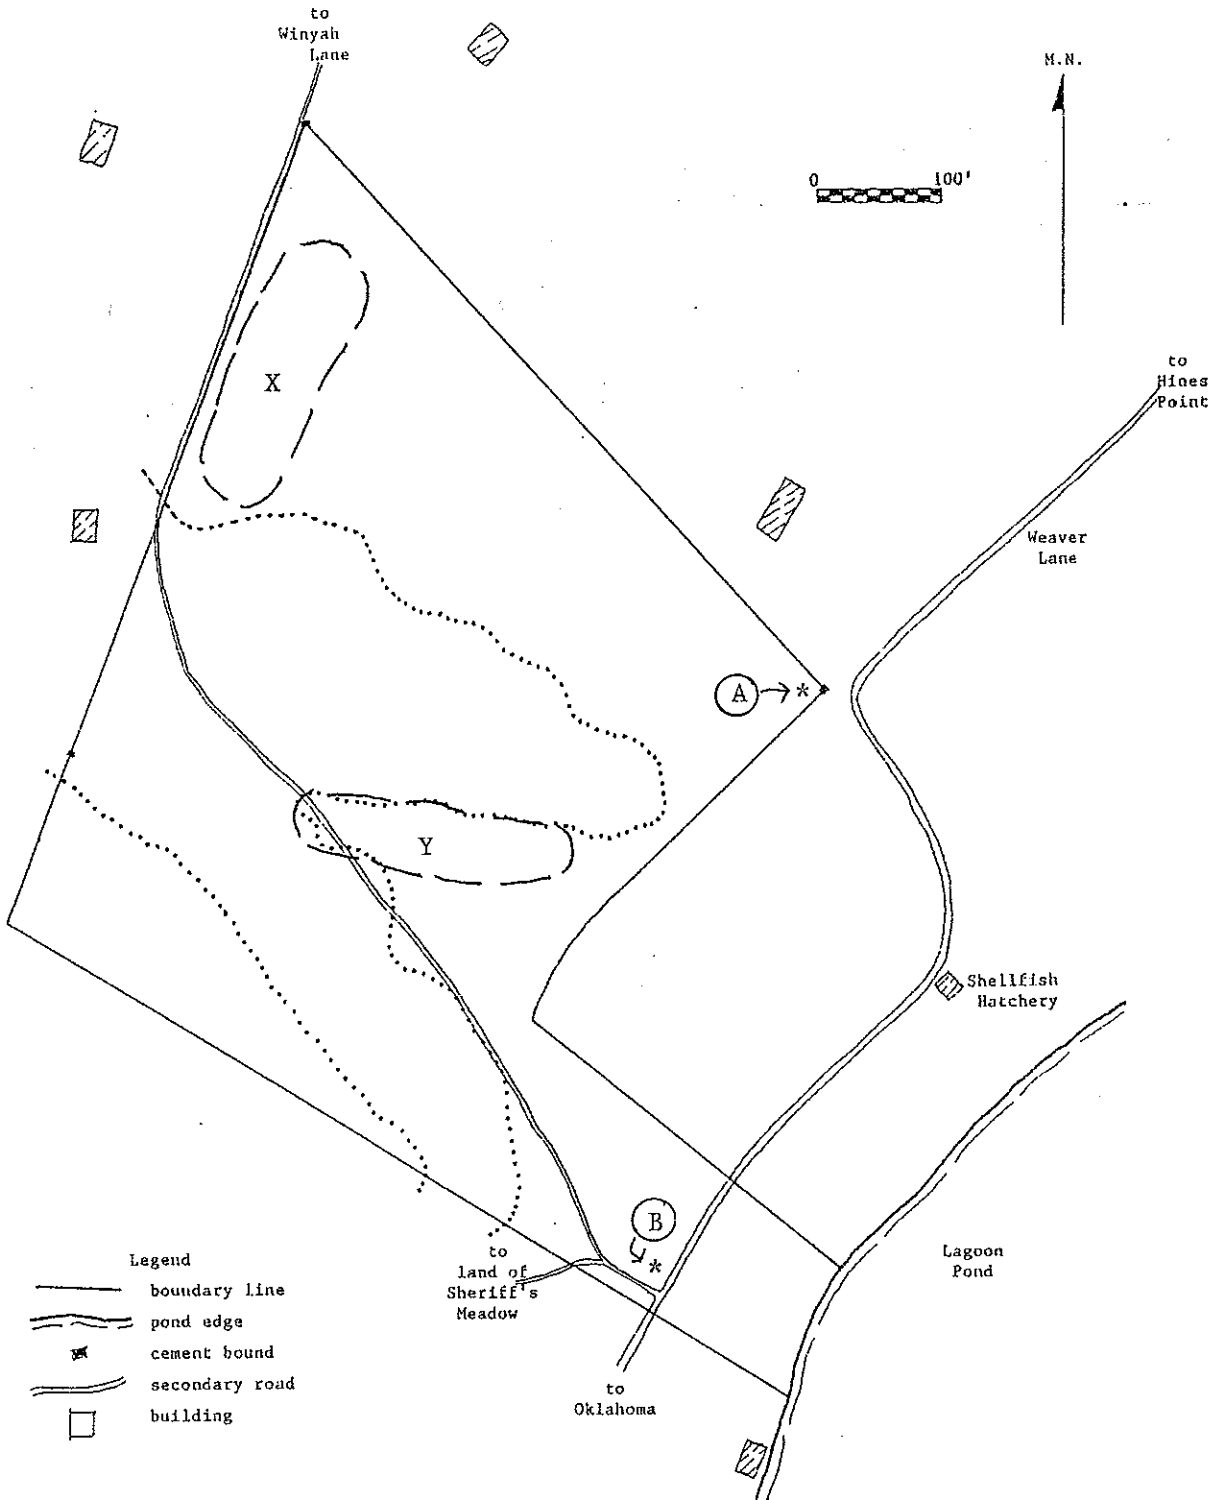 to
Winyah
Lane
M.N.
0 100'
X
to
Hines
Point
Weaver
Lane
A *
Y
Shellfish
Hatchery
B
*
Lagoon
Pond
to
land of
Sheriff's
Meadow
to
Oklahoma
Legend
boundary line
pond edge
cement bound
secondary road
building